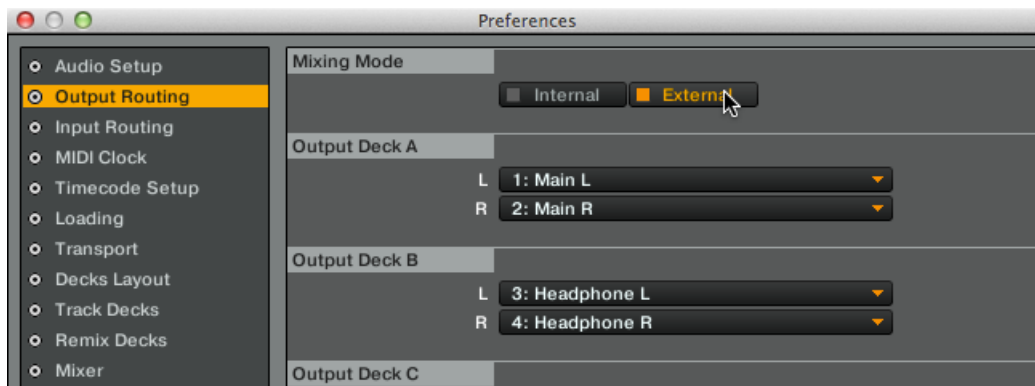 Preferences
Audio Setup
Output Routing
Input Routing
MIDI Clock
Timecode Setup
Loading
Transport
Decks Layout
Track Decks
Remix Decks
Mixer
Mixing Mode
Internal External
Output Deck A
L 1: Main L
R 2: Main R
Output Deck B
L 3: Headphone L
R 4: Headphone R
Output Deck C